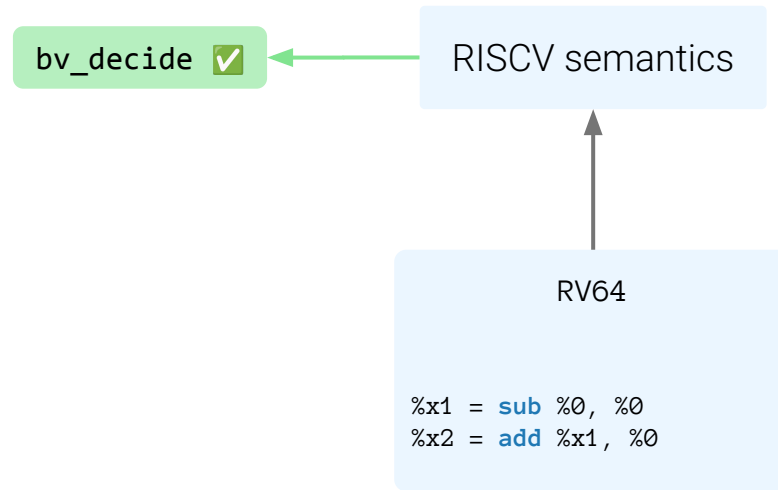 bv_decide ✅
RISCV semantics
RV64
%x1 = sub %0, %0
%x2 = add %x1, %0